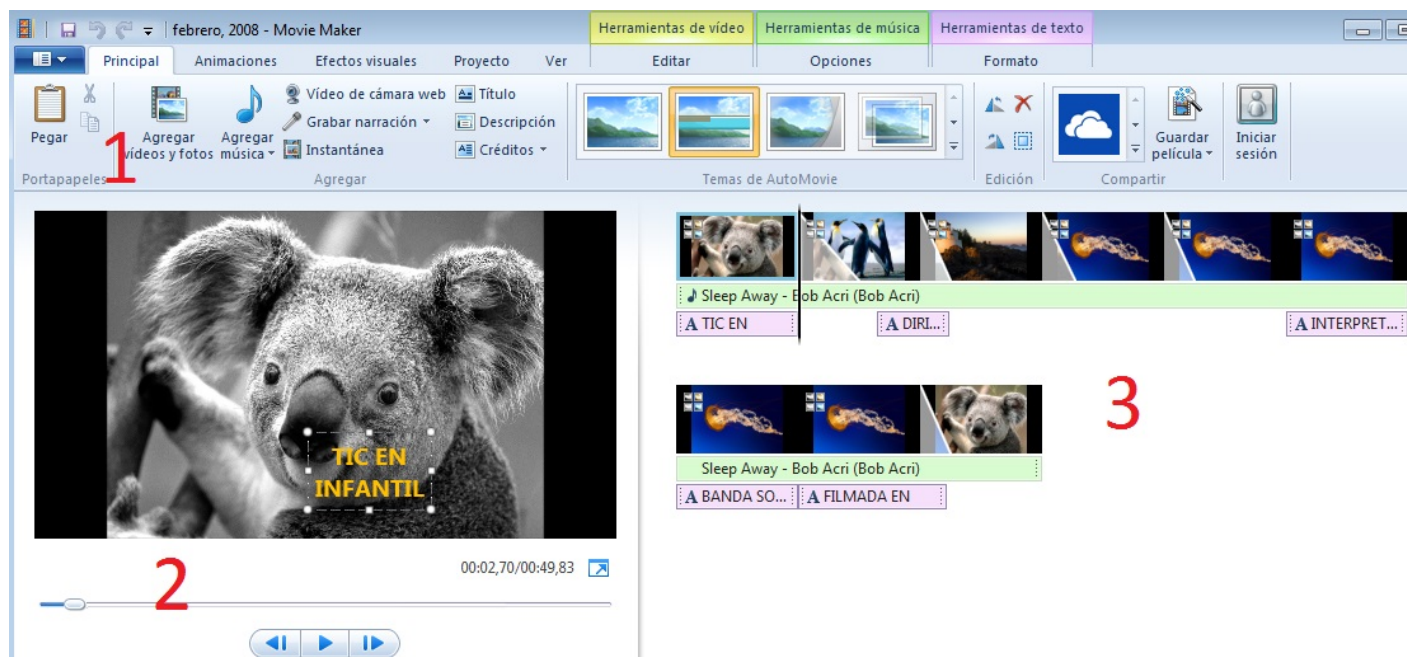 febrero, 2008 - Movie Maker
Herramientas de vídeo Herramientas de música Herramientas de texto
Principal Animaciones Efectos visuales Proyecto Ver Editar Opciones Formato
Pegar
Portapapeles
1
Agregar vídeos y fotos
Agregar música
Vídeo de cámara web
Grabar narración
Instantánea
Título
Descripción
Créditos
Agregar
Temas de AutoMovie
Edición
Guardar película
Compartir
Iniciar sesión
TIC EN
INFANTIL
2
00:02,70/00:49,83
Sleep Away - Bob Acri (Bob Acri)
A TIC EN A DIRI... A INTERPRET...
3
Sleep Away - Bob Acri (Bob Acri)
A BANDA SO... A FILMADA EN